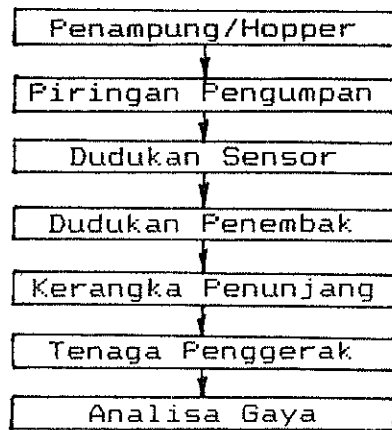 Penampung/Hopper
Piringan Pengumpan
Dudukan Sensor
Dudukan Penembak
Kerangka Penunjang
Tenaga Penggerak
Analisa Gaya